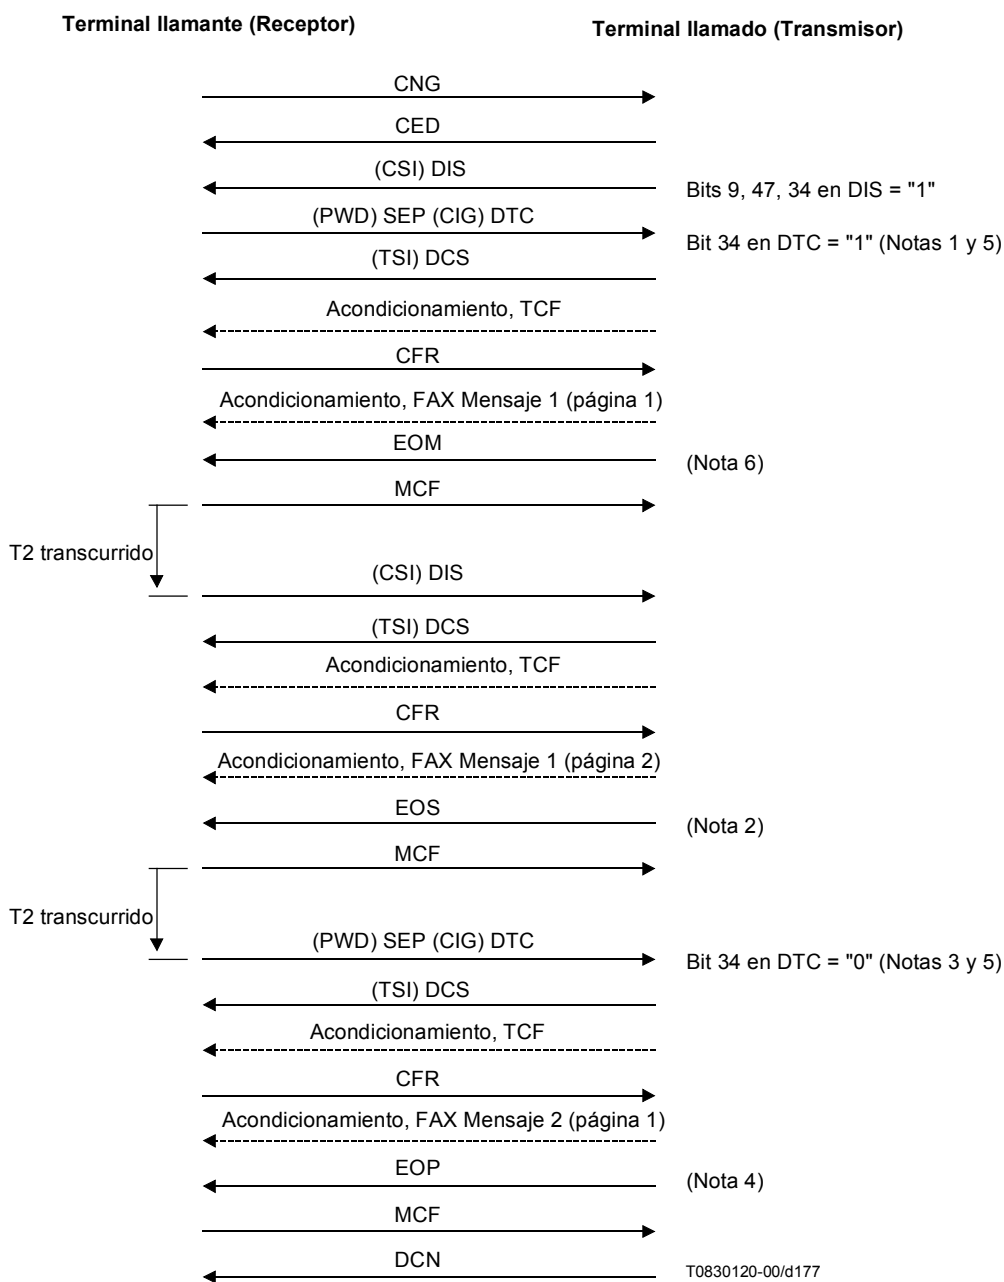 Terminal llamante (Receptor)
Terminal llamado (Transmisor)
CNG
CED
(CSI) DIS
Bits 9, 47, 34 en DIS = "1"
(PWD) SEP (CIG) DTC
Bit 34 en DTC = "1" (Notas 1 y 5)
(TSI) DCS
Acondicionamiento, TCF
CFR
Acondicionamiento, FAX Mensaje 1 (página 1)
EOM
(Nota 6)
MCF
T2 transcurrido
(CSI) DIS
(TSI) DCS
Acondicionamiento, TCF
CFR
Acondicionamiento, FAX Mensaje 1 (página 2)
EOS
(Nota 2)
MCF
T2 transcurrido
(PWD) SEP (CIG) DTC
Bit 34 en DTC = "0" (Notas 3 y 5)
(TSI) DCS
Acondicionamiento, TCF
CFR
Acondicionamiento, FAX Mensaje 2 (página 1)
EOP
(Nota 4)
MCF
DCN
T0830120-00/d177